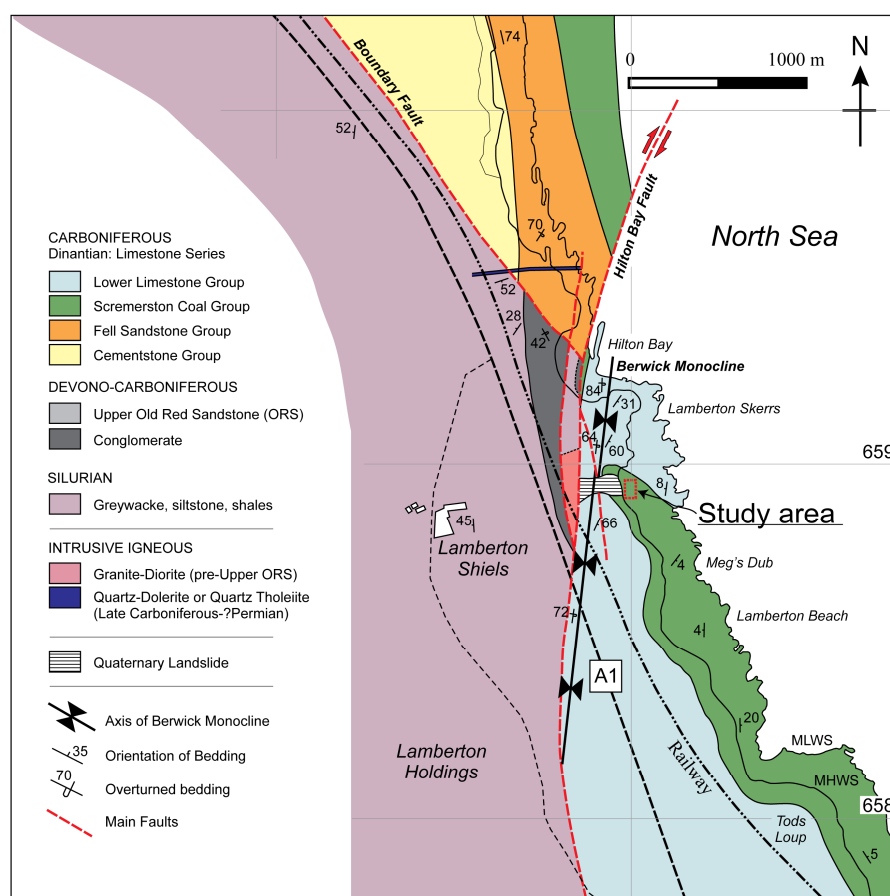 74
0
1000 m
N
Boundary Fault
52
70
Hilton Bay Fault
North Sea
CARBONIFEROUS
Dinantian: Limestone Series
Lower Limestone Group
Scremerston Coal Group
Fell Sandstone Group
Cementstone Group
DEVONO-CARBONIFEROUS
Upper Old Red Sandstone (ORS)
Conglomerate
SILURIAN
Greywacke, siltstone, shales
INTRUSIVE IGNEOUS
Granite-Diorite (pre-Upper ORS)
Quartz-Dolerite or Quartz Tholeiite
(Late Carboniferous-?Permian)
Quaternary Landslide
Axis of Berwick Monocline
35
Orientation of Bedding
70
Overturned bedding
Main Faults
52
28
42
Hilton Bay
Berwick Monocline
84
31
Lamberton Skerrs
64
60
659
8
Study area
45
66
Lamberton
Shiels
4
Meg's Dub
72
4
Lamberton Beach
A1
20
MLWS
Lamberton
Holdings
Railway
MHWS
658
Tods
Loup
5